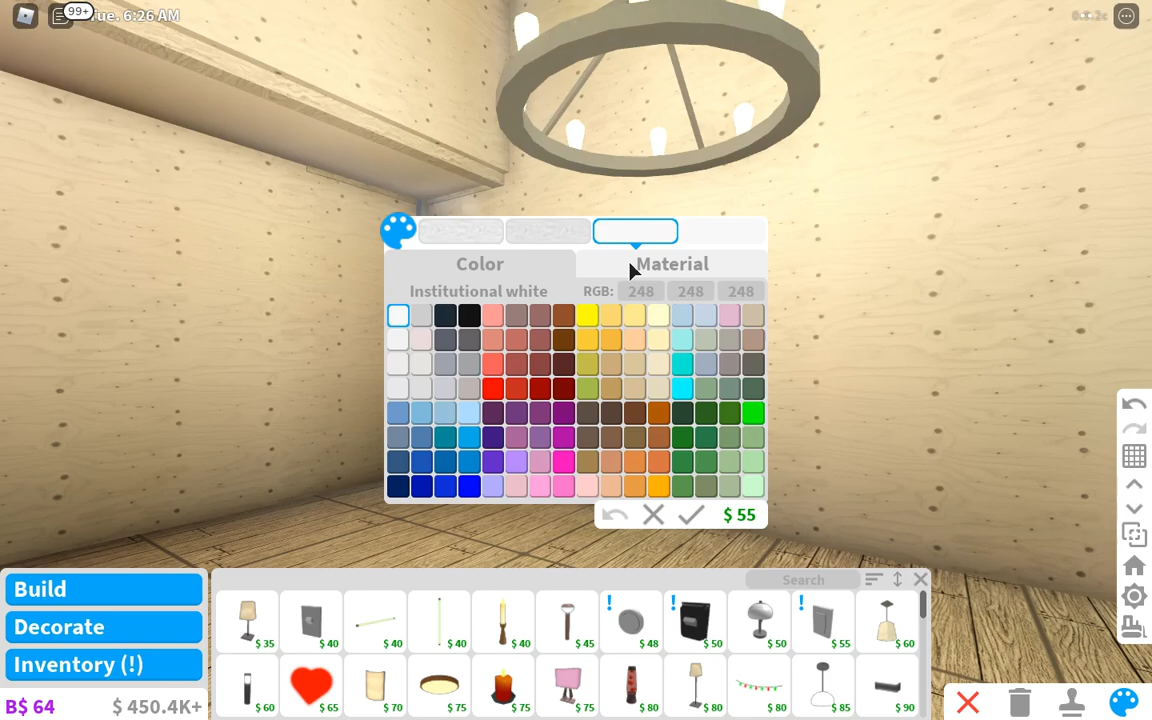 99+
Tue. 6:26 AM
Color
Material
Institutional white
RGB: 248 248 248
$ 55
Build
Decorate
Inventory (!)
B$ 64
$ 450.4K+
Search
$ 35
$ 40
$ 40
$ 40
$ 40
$ 45
! $ 48
! $ 50
$ 50
! $ 55
$ 60
$ 60
$ 65
$ 70
$ 75
$ 75
$ 75
$ 80
$ 80
$ 80
$ 85
$ 90